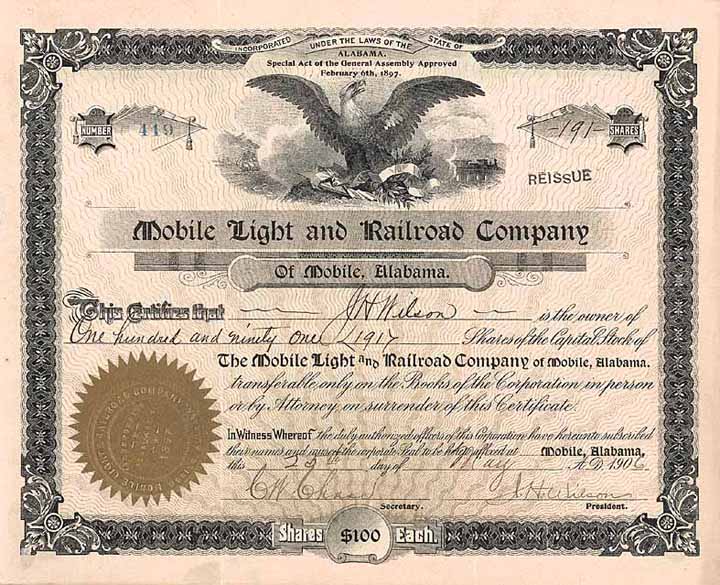 INCORPORATED UNDER THE LAWS OF THE STATE OF
ALABAMA.
Special Act of the General Assembly Approved
February 6th, 1897.
NUMBER 419
-191- SHARES
REISSUE
Mobile Light and Railroad Company
Of Mobile, Alabama.
This Certifies that J H Wilson is the owner of
One hundred and ninity one (191) Shares of the Capital Stock of
The Mobile Light and Railroad Company of Mobile, Alabama.
transferable only on the Books of the Corporation in person
or by Attorney on surrender of this Certificate.
In Witness Whereof the duly authorized officers of this Corporation have hereunto subscribed
their names and caused the corporate Seal to be hereto affixed at Mobile, Alabama,
this day of May A.D. 1906
Secretary. President.
J. H. Wilson
Shares $100 Each.